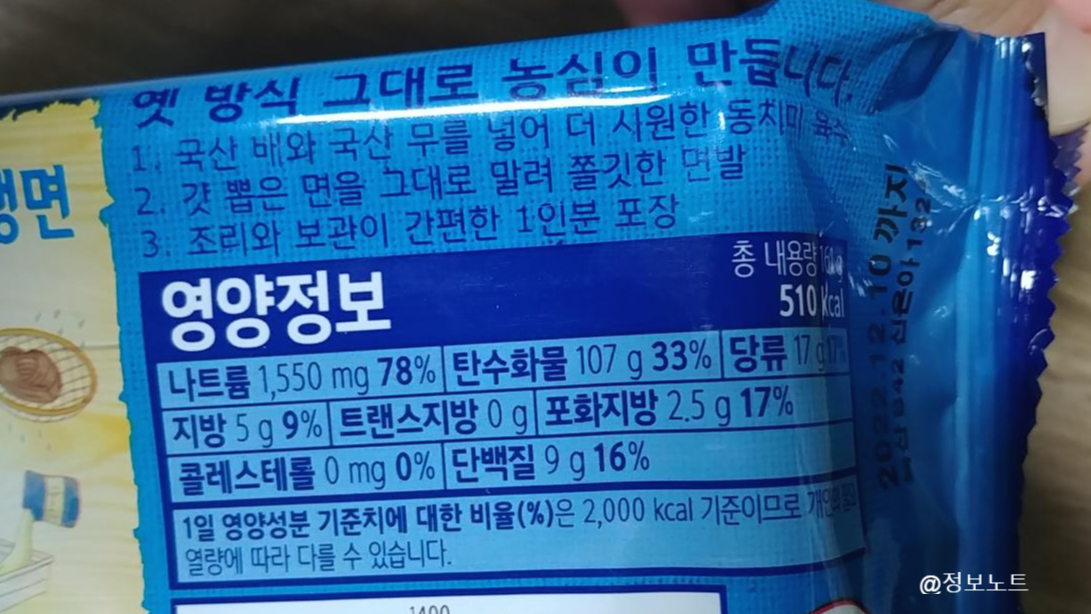 냉면
옛 방식 그대로 농심이 만듭니다.
1. 국산 배와 국산 무를 넣어 더 시원한 동치미 육수
2. 갓 뽑은 면을 그대로 말려 쫄깃한 면발
3. 조리와 보관이 간편한 1인분 포장
영양정보
총 내용량
510 kcal
나트륨 1,550 mg 78% 탄수화물 107 g 33% 당류 17 g 17%
지방 5 g 9% 트랜스지방 0 g 포화지방 2.5 g 17%
콜레스테롤 0 mg 0% 단백질 9 g 16%
1일 영양성분 기준치에 대한 비율(%)은 2,000 kcal 기준이므로 개인의 필요
열량에 따라 다를 수 있습니다.
2022.12.10 까지
@정보노트